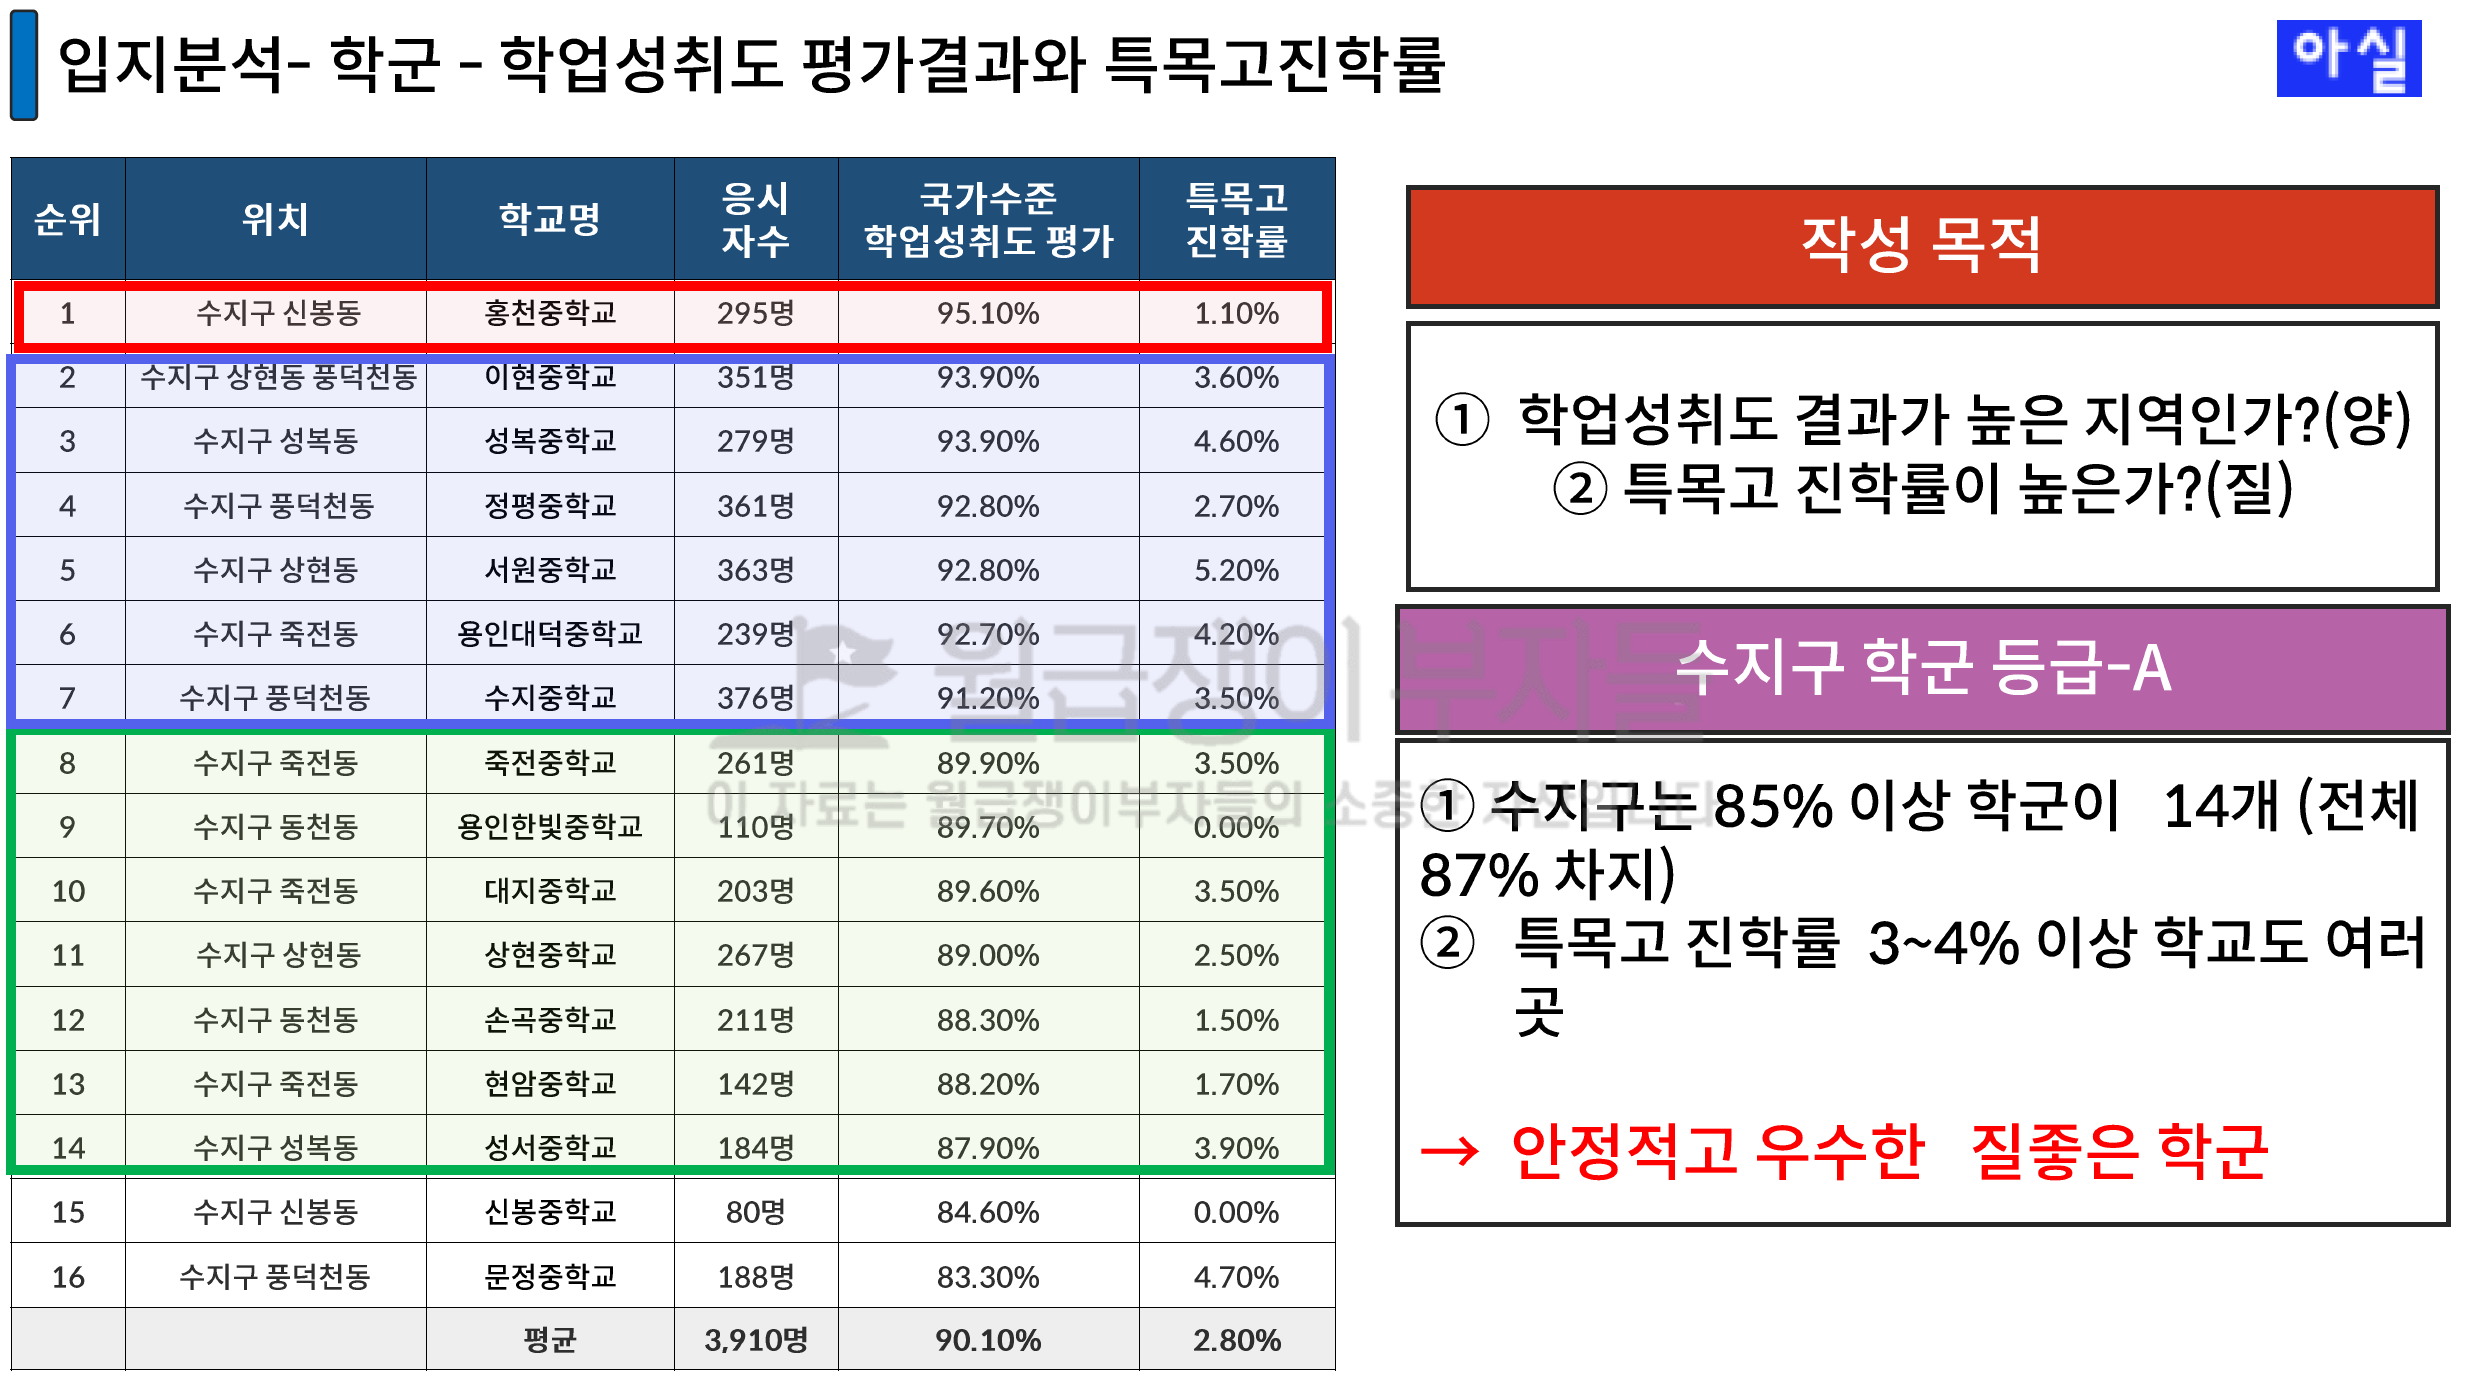 입지분석- 학군 - 학업성취도 평가결과와 특목고진학률
아실
순위 위치 학교명 응시 자수 국가수준 학업성취도 평가 특목고 진학률
1 수지구 신봉동 홍천중학교 295명 95.10% 1.10%
2 수지구 상현동 풍덕천동 이현중학교 351명 93.90% 3.60%
3 수지구 성복동 성복중학교 279명 93.90% 4.60%
4 수지구 풍덕천동 정평중학교 361명 92.80% 2.70%
5 수지구 상현동 서원중학교 363명 92.80% 5.20%
6 수지구 죽전동 용인대덕중학교 239명 92.70% 4.20%
7 수지구 풍덕천동 수지중학교 376명 91.20% 3.50%
8 수지구 죽전동 죽전중학교 261명 89.90% 3.50%
9 수지구 동천동 용인한빛중학교 110명 89.70% 0.00%
10 수지구 죽전동 대지중학교 203명 89.60% 3.50%
11 수지구 상현동 상현중학교 267명 89.00% 2.50%
12 수지구 동천동 손곡중학교 211명 88.30% 1.50%
13 수지구 죽전동 현암중학교 142명 88.20% 1.70%
14 수지구 성복동 성서중학교 184명 87.90% 3.90%
15 수지구 신봉동 신봉중학교 80명 84.60% 0.00%
16 수지구 풍덕천동 문정중학교 188명 83.30% 4.70%
평균 3,910명 90.10% 2.80%
작성 목적
① 학업성취도 결과가 높은 지역인가?(양)
② 특목고 진학률이 높은가?(질)
수지구 학군 등급-A
① 수지구는 85% 이상 학군이 14개 (전체
87% 차지)
② 특목고 진학률 3~4% 이상 학교도 여러
곳
→ 안정적고 우수한 질좋은 학군
월급쟁이부자들
이 자료는 월급쟁이부자들의 소중한 자산입니다